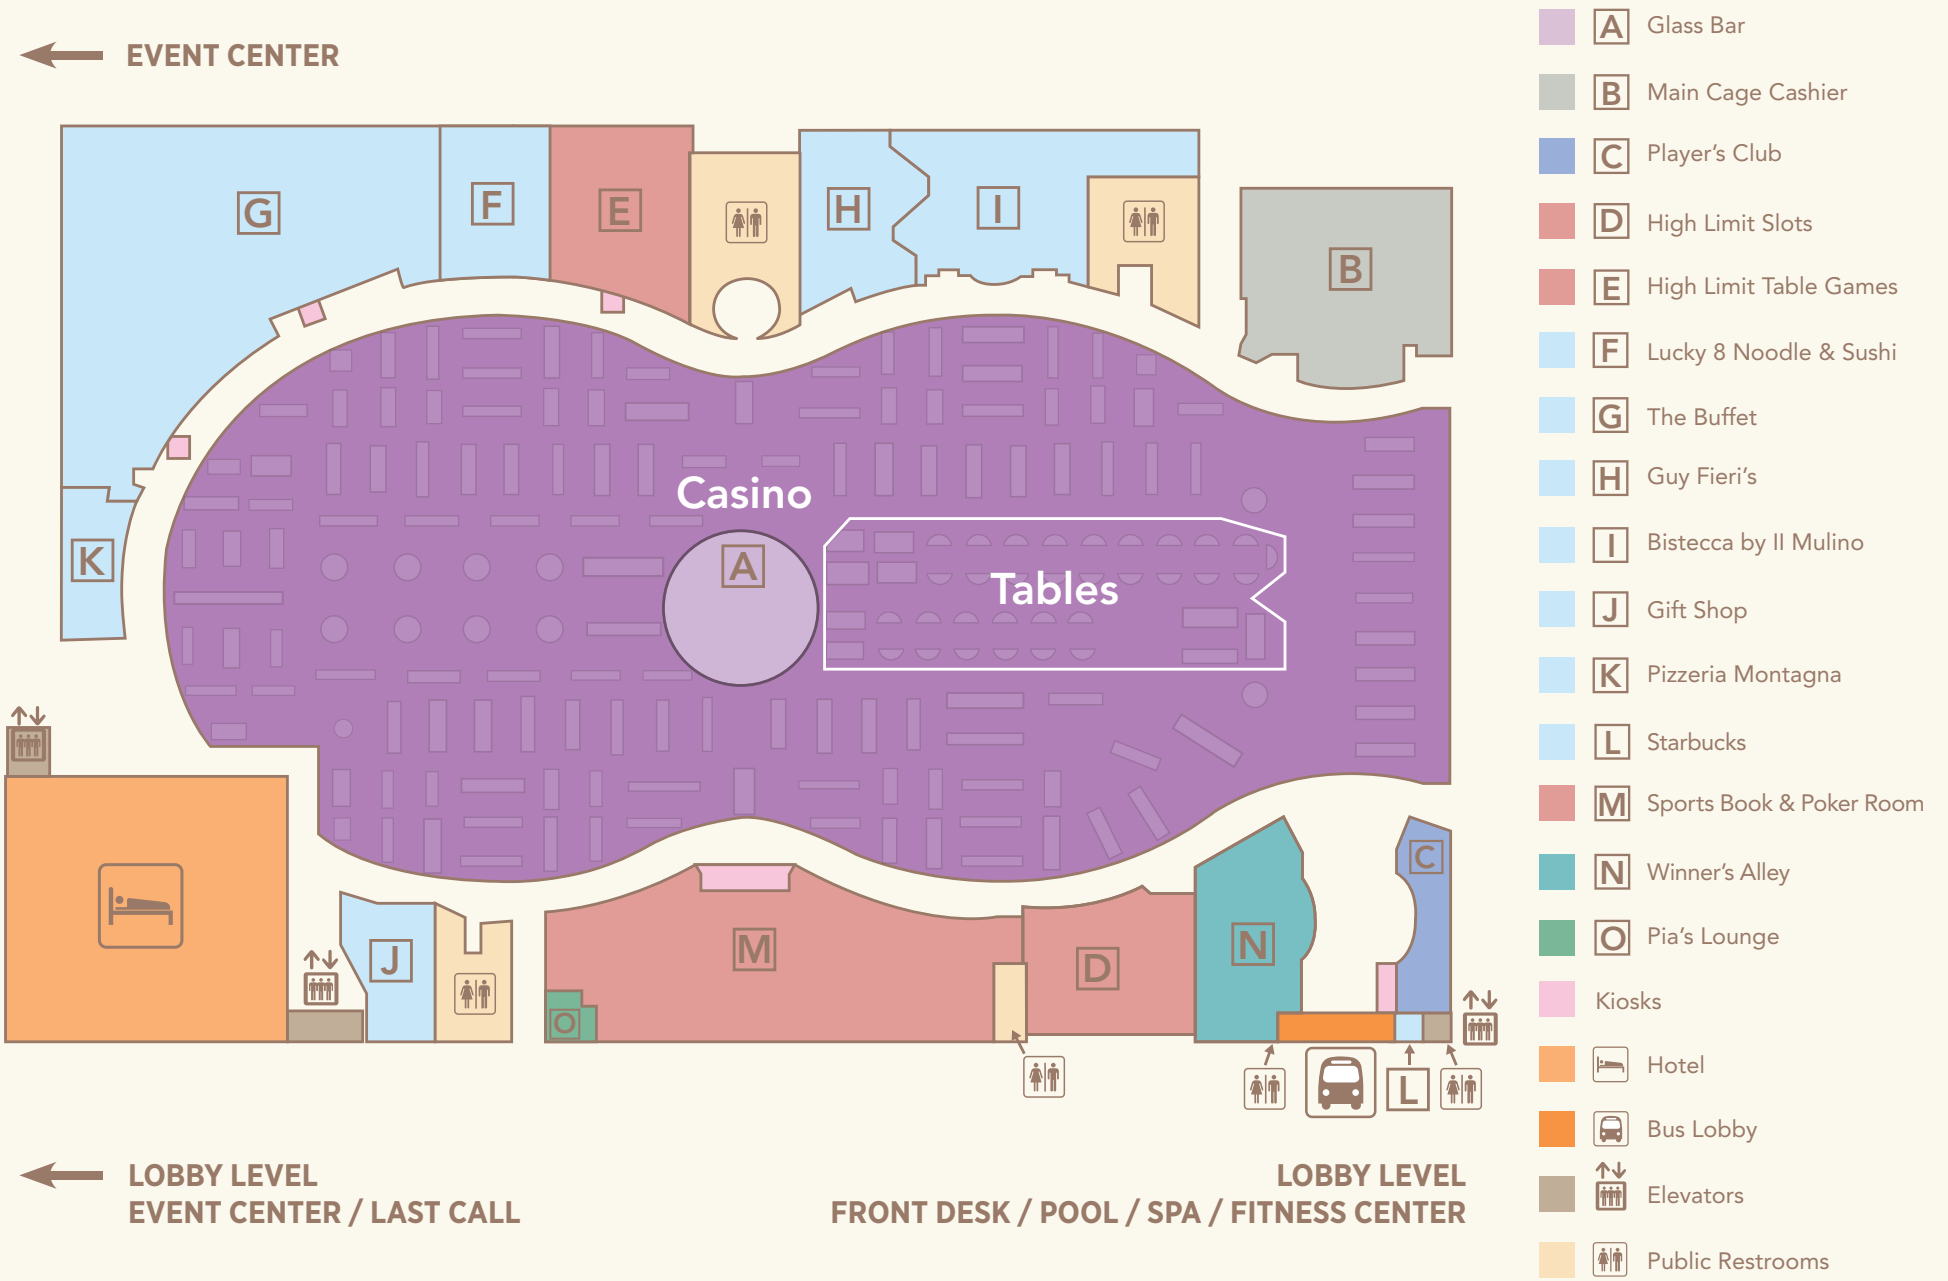 EVENT CENTER
G
F
E
H
I
B
Casino
A
Tables
K
J
M
O
D
N
C
L
LOBBY LEVEL
EVENT CENTER / LAST CALL
LOBBY LEVEL
FRONT DESK / POOL / SPA / FITNESS CENTER
A Glass Bar
B Main Cage Cashier
C Player's Club
D High Limit Slots
E High Limit Table Games
F Lucky 8 Noodle & Sushi
G The Buffet
H Guy Fieri's
I Bistecca by II Mulino
J Gift Shop
K Pizzeria Montagna
L Starbucks
M Sports Book & Poker Room
N Winner's Alley
O Pia's Lounge
Kiosks
Hotel
Bus Lobby
Elevators
Public Restrooms